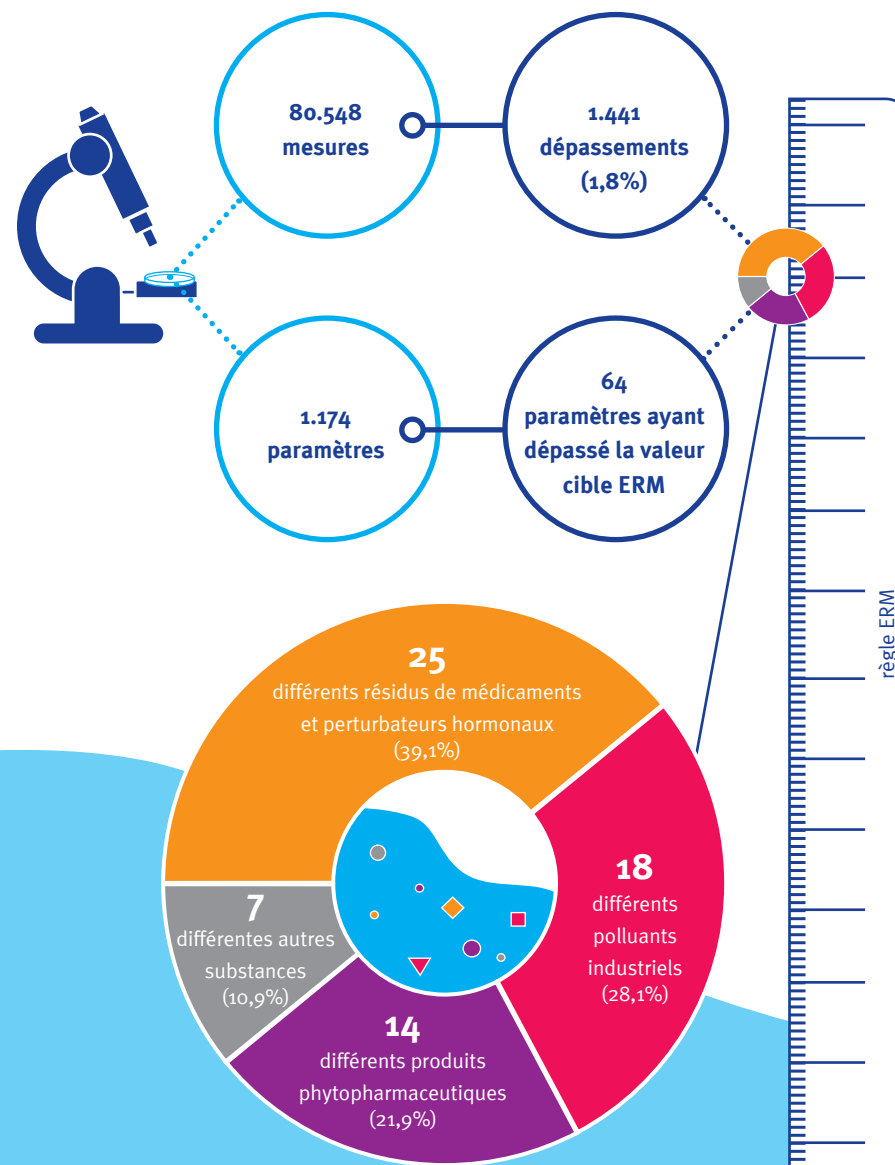 80.548
mesures
1.441
dépassements
(1,8%)
1.174
paramètres
64
paramètres ayant
dépassé la valeur
cible ERM
règle ERM
25
différents résidus de médicaments
et perturbateurs hormonaux
(39,1%)
18
différents
polluants
industriels
(28,1%)
7
différentes autres
substances
(10,9%)
14
différents produits
phytopharmaceutiques
(21,9%)